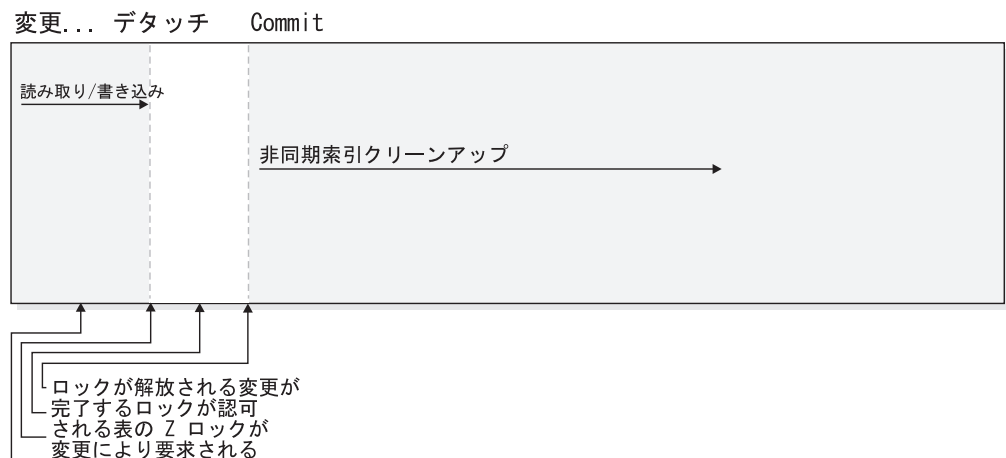 変更... デタッチ Commit
読み取り/書き込み
非同期索引クリーンアップ
ロックが解放される変更が
完了するロックが認可
される表の Z ロックが
変更により要求される